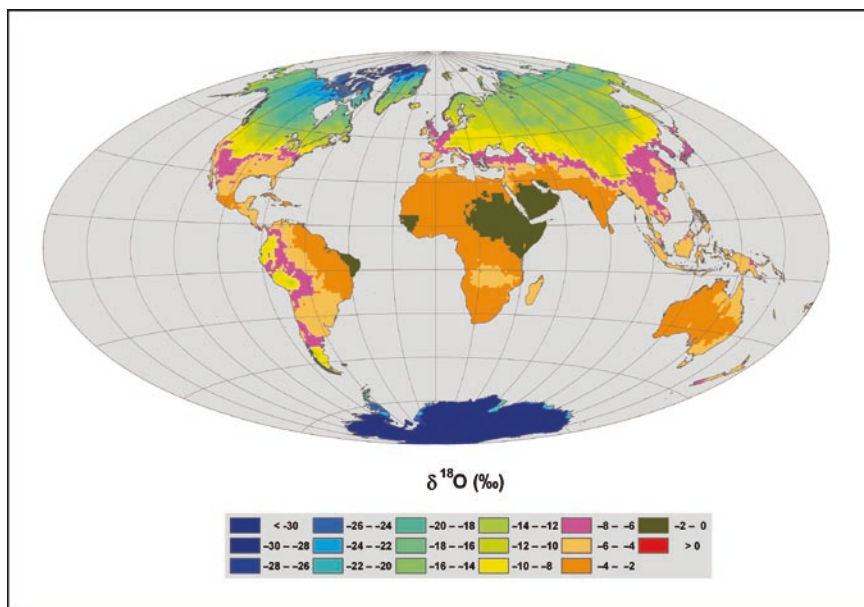 δ18O (‰)
< -30 –26 – –24 –20 – –18 –14 – –12 –8 – –6 –2 – 0
–30 – –28 –24 – –22 –18 – –16 –12 – –10 –6 – –4 > 0
–28 – –26 –22 – –20 –16 – –14 –10 – –8 –4 – –2